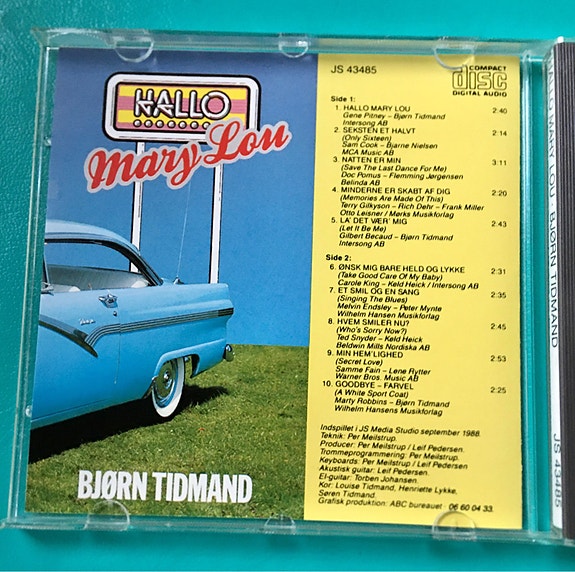 HALLO
Mary Lou
BJØRN TIDMAND
JS 43485
COMPACT
disc
DIGITAL AUDIO
Side 1:
1. HALLO MARY LOU 2:40
Gene Pitney – Bjørn Tidmand
Intersong AB
2. SEKSTEN ET HALVT 2:14
(Only Sixteen)
Sam Cook – Bjarne Nielsen
MCA Music AB
3. NATTEN ER MIN 3:11
(Save The Last Dance For Me)
Doc Pomus – Flemming Jørgensen
Belinda AB
4. MINDERNE ER SKABT AF DIG 2:20
(Memories Are Made Of This)
Terry Gilkyson – Rich Dehr – Frank Miller
Otto Leisner / Mørks Musikforlag
5. LA' DET VÆR' MIG 2:43
(Let It Be Me)
Gilbert Becaud – Bjørn Tidmand
Intersong AB
Side 2:
6. ØNSK MIG BARE HELD OG LYKKE 2:31
(Take Good Care Of My Baby)
Carole King – Keld Heick / Intersong AB
7. ET SMIL OG EN SANG 2:35
(Singing The Blues)
Melvin Endsley – Peter Mynte
Wilhelm Hansen Musikforlag
8. HVEM SMILER NU? 2:45
(Who's Sorry Now?)
Ted Snyder – Keld Heick
Beldwin Mills Nordiska AB
9. MIN HEM'LIGHED 2:53
(Secret Love)
Samme Fain – Lene Rytter
Warner Bros. Music AB
10. GOODBYE – FARVEL 2:25
(A White Sport Coat)
Marty Robbins – Bjørn Tidmand
Wilhelm Hansens Musikforlag
Indspillet i JS Media Studio september 1988.
Teknik: Per Meilstrup.
Producer: Per Meilstrup / Leif Pedersen.
Trommeprogrammering: Per Meilstrup.
Keyboards: Per Meilstrup / Leif Pedersen.
Akustisk guitar: Leif Pedersen.
El-guitar: Torben Johansen.
Kor: Louise Tidmand, Henriette Lykke,
Søren Tidmand.
Grafisk produktion: ABC bureauet · 06 60 04 33.
HALLO MARY LOU · BJØRN TIDMAND
JS 43485